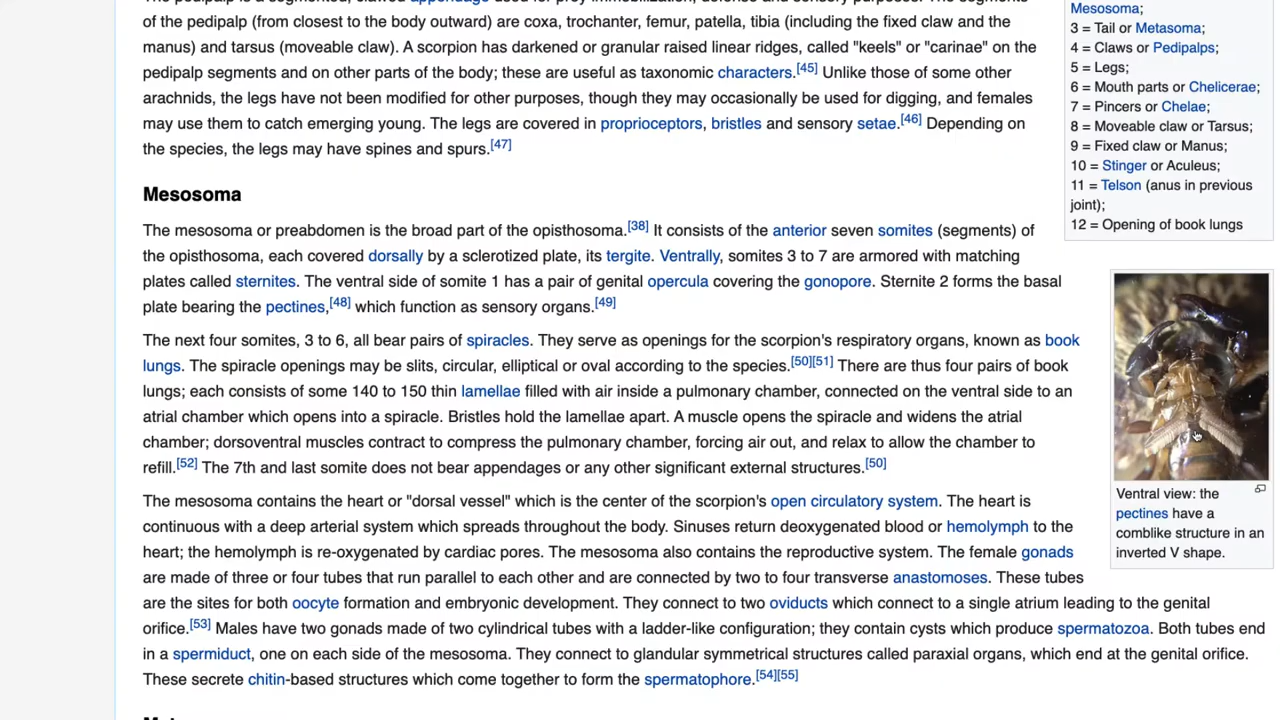 of the pedipalp (from closest to the body outward) are coxa, trochanter, femur, patella, tibia (including the fixed claw and the
manus) and tarsus (moveable claw). A scorpion has darkened or granular raised linear ridges, called "keels" or "carinae" on the
pedipalp segments and on other parts of the body; these are useful as taxonomic characters.[45] Unlike those of some other
arachnids, the legs have not been modified for other purposes, though they may occasionally be used for digging, and females
may use them to catch emerging young. The legs are covered in proprioceptors, bristles and sensory setae.[46] Depending on
the species, the legs may have spines and spurs.[47]
Mesosoma
The mesosoma or preabdomen is the broad part of the opisthosoma.[38] It consists of the anterior seven somites (segments) of
the opisthosoma, each covered dorsally by a sclerotized plate, its tergite. Ventrally, somites 3 to 7 are armored with matching
plates called sternites. The ventral side of somite 1 has a pair of genital opercula covering the gonopore. Sternite 2 forms the basal
plate bearing the pectines,[48] which function as sensory organs.[49]
The next four somites, 3 to 6, all bear pairs of spiracles. They serve as openings for the scorpion's respiratory organs, known as book
lungs. The spiracle openings may be slits, circular, elliptical or oval according to the species.[50][51] There are thus four pairs of book
lungs; each consists of some 140 to 150 thin lamellae filled with air inside a pulmonary chamber, connected on the ventral side to an
atrial chamber which opens into a spiracle. Bristles hold the lamellae apart. A muscle opens the spiracle and widens the atrial
chamber; dorsoventral muscles contract to compress the pulmonary chamber, forcing air out, and relax to allow the chamber to
refill.[52] The 7th and last somite does not bear appendages or any other significant external structures.[50]
The mesosoma contains the heart or "dorsal vessel" which is the center of the scorpion's open circulatory system. The heart is
continuous with a deep arterial system which spreads throughout the body. Sinuses return deoxygenated blood or hemolymph to the
heart; the hemolymph is re-oxygenated by cardiac pores. The mesosoma also contains the reproductive system. The female gonads
are made of three or four tubes that run parallel to each other and are connected by two to four transverse anastomoses. These tubes
are the sites for both oocyte formation and embryonic development. They connect to two oviducts which connect to a single atrium leading to the genital
orifice.[53] Males have two gonads made of two cylindrical tubes with a ladder-like configuration; they contain cysts which produce spermatozoa. Both tubes end
in a spermiduct, one on each side of the mesosoma. They connect to glandular symmetrical structures called paraxial organs, which end at the genital orifice.
These secrete chitin-based structures which come together to form the spermatophore.[54][55]
Mesosoma;
3 = Tail or Metasoma;
4 = Claws or Pedipalps;
5 = Legs;
6 = Mouth parts or Chelicerae;
7 = Pincers or Chelae;
8 = Moveable claw or Tarsus;
9 = Fixed claw or Manus;
10 = Stinger or Aculeus;
11 = Telson (anus in previous
joint);
12 = Opening of book lungs
Ventral view: the
pectines have a
comblike structure in an
inverted V shape.